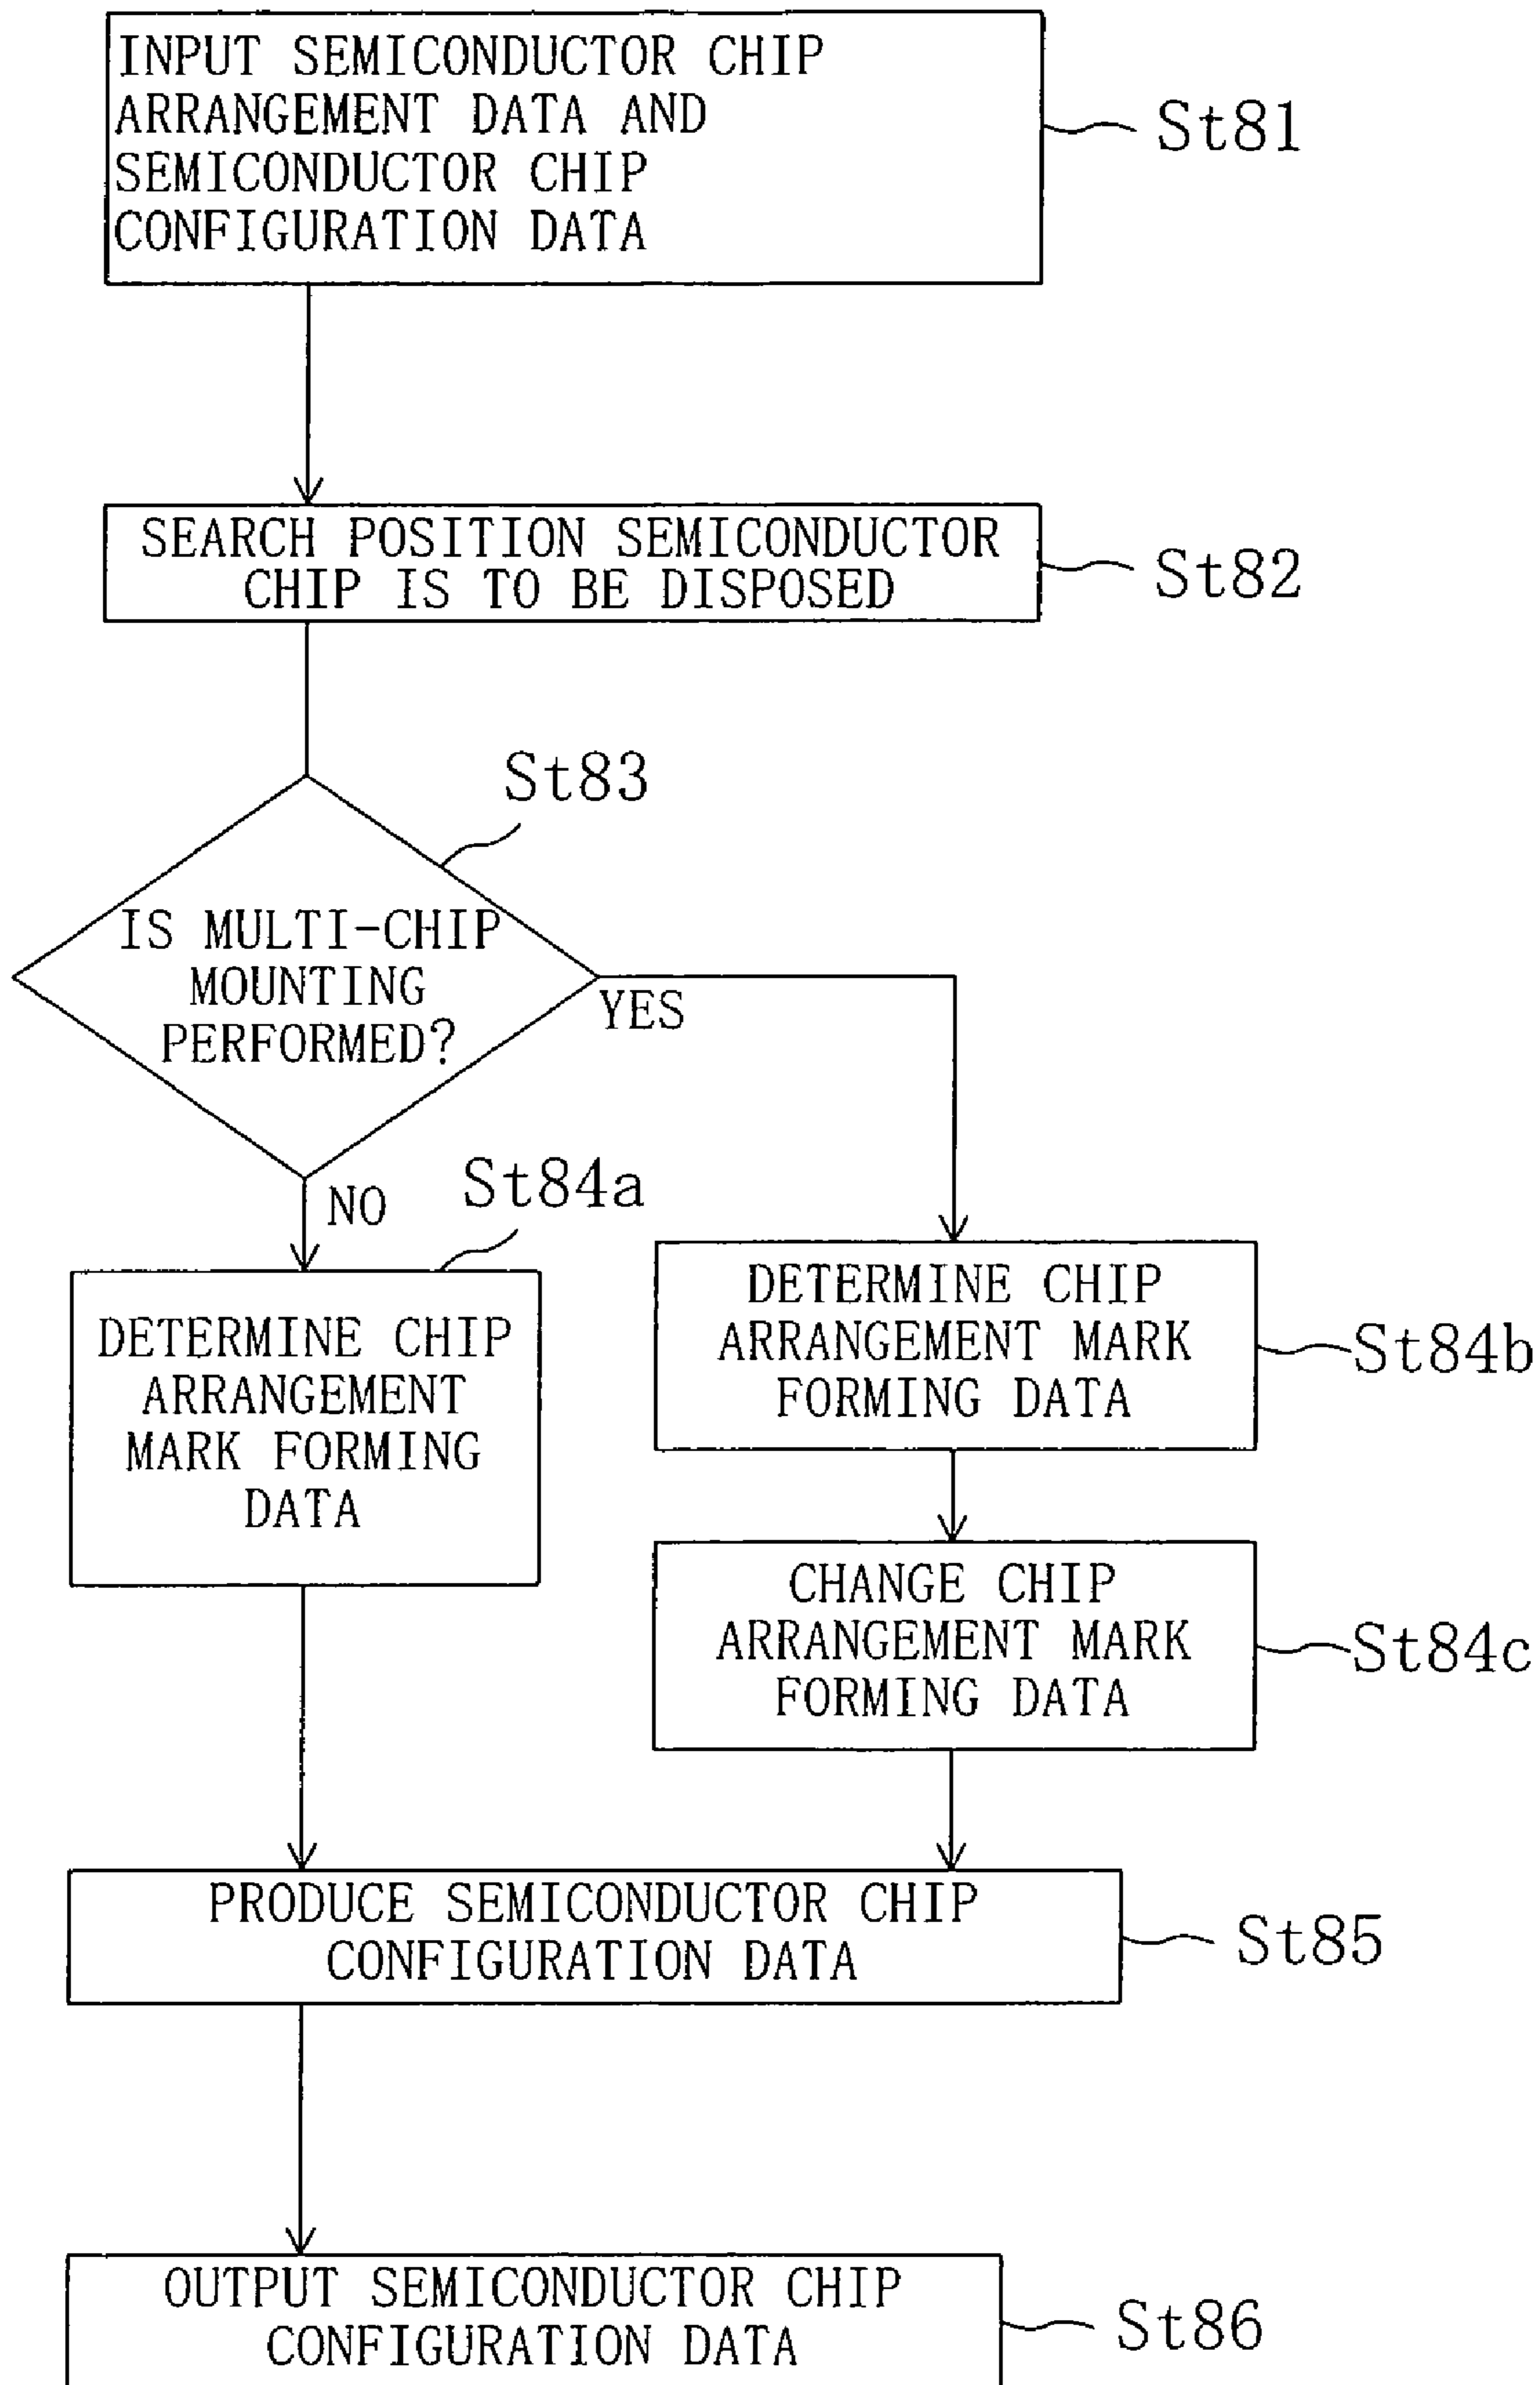 INPUT SEMICONDUCTOR CHIP
ARRANGEMENT DATA AND
SEMICONDUCTOR CHIP
CONFIGURATION DATA
St81
SEARCH POSITION SEMICONDUCTOR
CHIP IS TO BE DISPOSED
St82
St83
IS MULTI-CHIP
MOUNTING
PERFORMED?
YES
NO
St84a
DETERMINE CHIP
ARRANGEMENT
MARK FORMING
DATA
DETERMINE CHIP
ARRANGEMENT MARK
FORMING DATA
St84b
CHANGE CHIP
ARRANGEMENT MARK
FORMING DATA
St84c
PRODUCE SEMICONDUCTOR CHIP
CONFIGURATION DATA
St85
OUTPUT SEMICONDUCTOR CHIP
CONFIGURATION DATA
St86